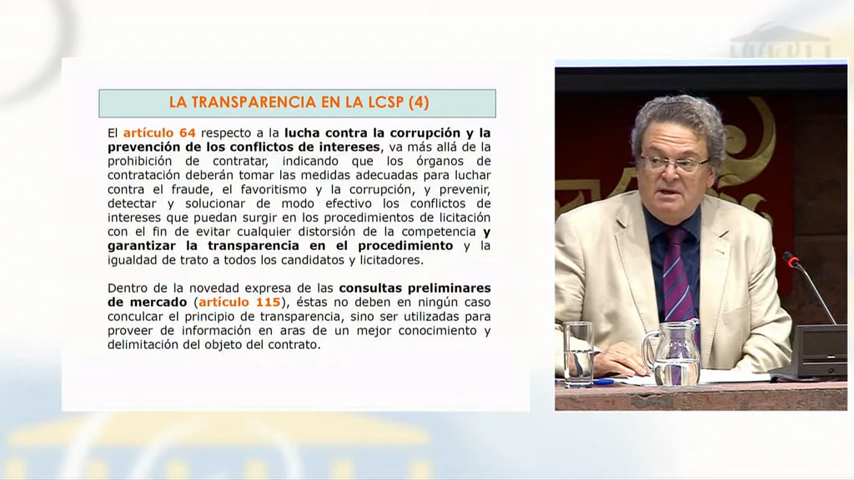 LA TRANSPARENCIA EN LA LCSP (4)
El artículo 64 respecto a la lucha contra la corrupción y la
prevención de los conflictos de intereses, va más allá de la
prohibición de contratar, indicando que los órganos de
contratación deberán tomar las medidas adecuadas para luchar
contra el fraude, el favoritismo y la corrupción, y prevenir,
detectar y solucionar de modo efectivo los conflictos de
intereses que puedan surgir en los procedimientos de licitación
con el fin de evitar cualquier distorsión de la competencia y
garantizar la transparencia en el procedimiento y la
igualdad de trato a todos los candidatos y licitadores.
Dentro de la novedad expresa de las consultas preliminares
de mercado (artículo 115), éstas no deben en ningún caso
conculcar el principio de transparencia, sino ser utilizadas para
proveer de información en aras de un mejor conocimiento y
delimitación del objeto del contrato.